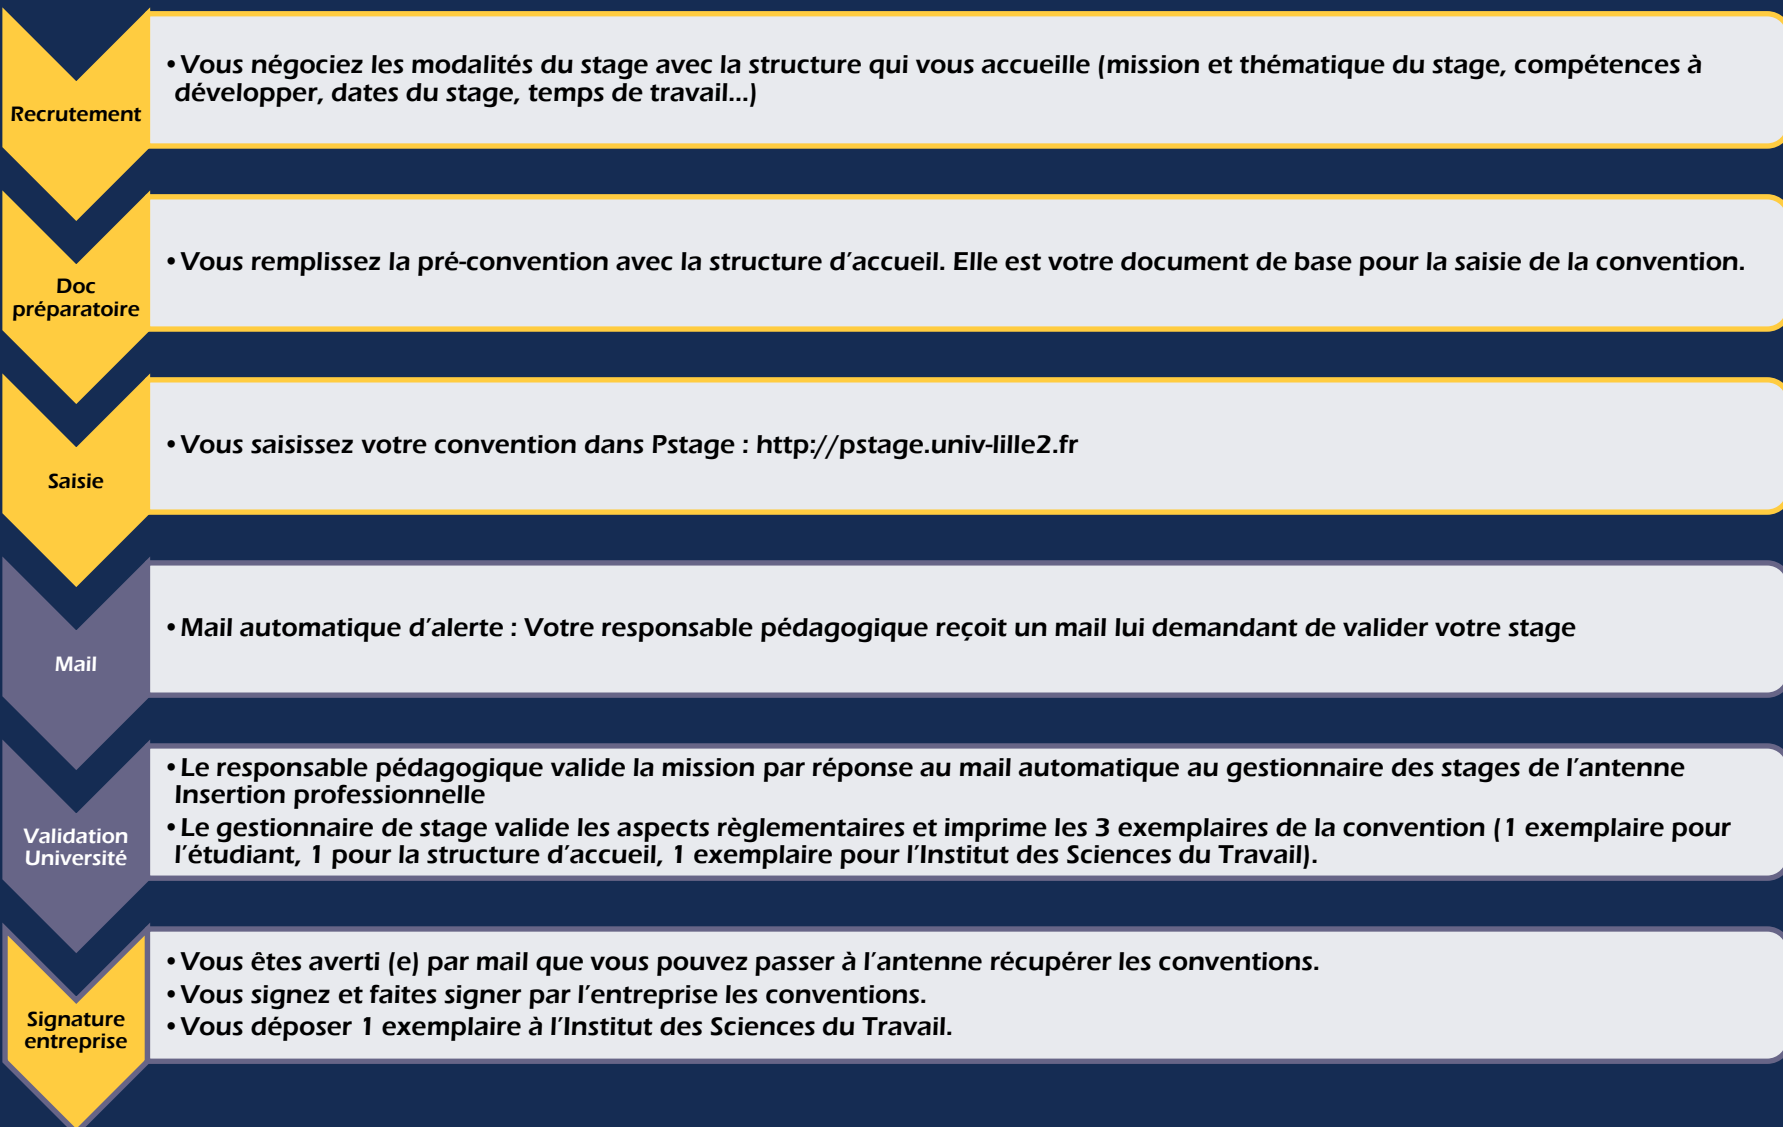 Recrutement
•Vous négociez les modalités du stage avec la structure qui vous accueille (mission et thématique du stage, compétences à
développer, dates du stage, temps de travail...)
Doc
préparatoire
•Vous remplissez la pré-convention avec la structure d'accueil. Elle est votre document de base pour la saisie de la convention.
Saisie
•Vous saisissez votre convention dans Pstage : http://pstage.univ-lille2.fr
Mail
•Mail automatique d'alerte : Votre responsable pédagogique reçoit un mail lui demandant de valider votre stage
Validation
Université
•Le responsable pédagogique valide la mission par réponse au mail automatique au gestionnaire des stages de l'antenne
Insertion professionnelle
•Le gestionnaire de stage valide les aspects règlementaires et imprime les 3 exemplaires de la convention (1 exemplaire pour
l'étudiant, 1 pour la structure d'accueil, 1 exemplaire pour l'Institut des Sciences du Travail).
Signature
entreprise
•Vous êtes averti (e) par mail que vous pouvez passer à l'antenne récupérer les conventions.
•Vous signez et faites signer par l'entreprise les conventions.
•Vous déposer 1 exemplaire à l'Institut des Sciences du Travail.